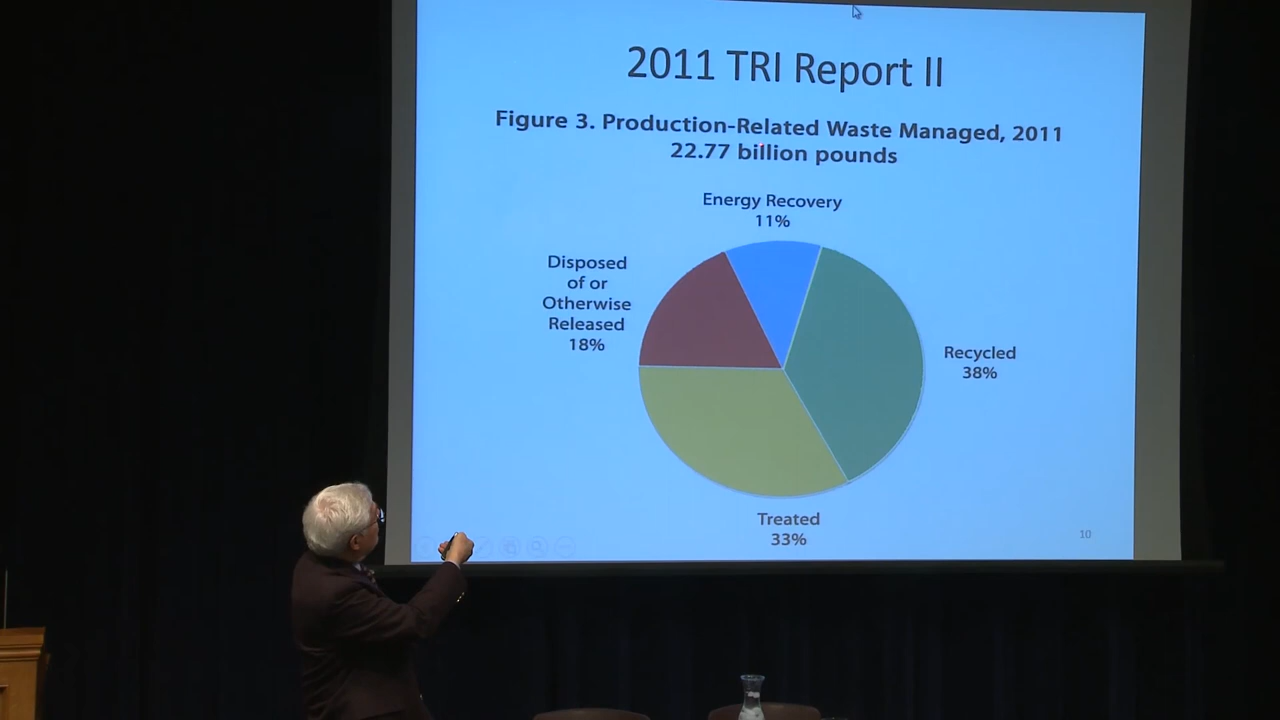 2011 TRI Report II
Figure 3. Production-Related Waste Managed, 2011
22.77 billion pounds
Energy Recovery
11%
Disposed
of or
Otherwise
Released
18%
Recycled
38%
Treated
33%
10